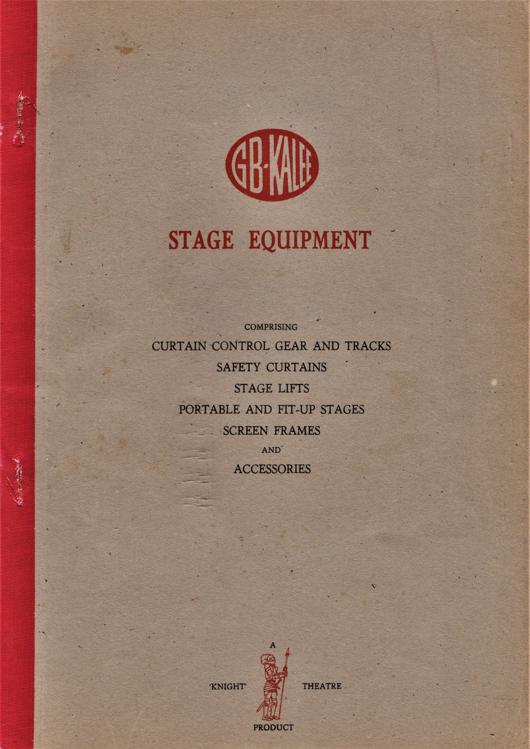 GB-KALEE
STAGE EQUIPMENT
COMPRISING
CURTAIN CONTROL GEAR AND TRACKS
SAFETY CURTAINS
STAGE LIFTS
PORTABLE AND FIT-UP STAGES
SCREEN FRAMES
AND
ACCESSORIES
A
'KNIGHT' THEATRE
PRODUCT